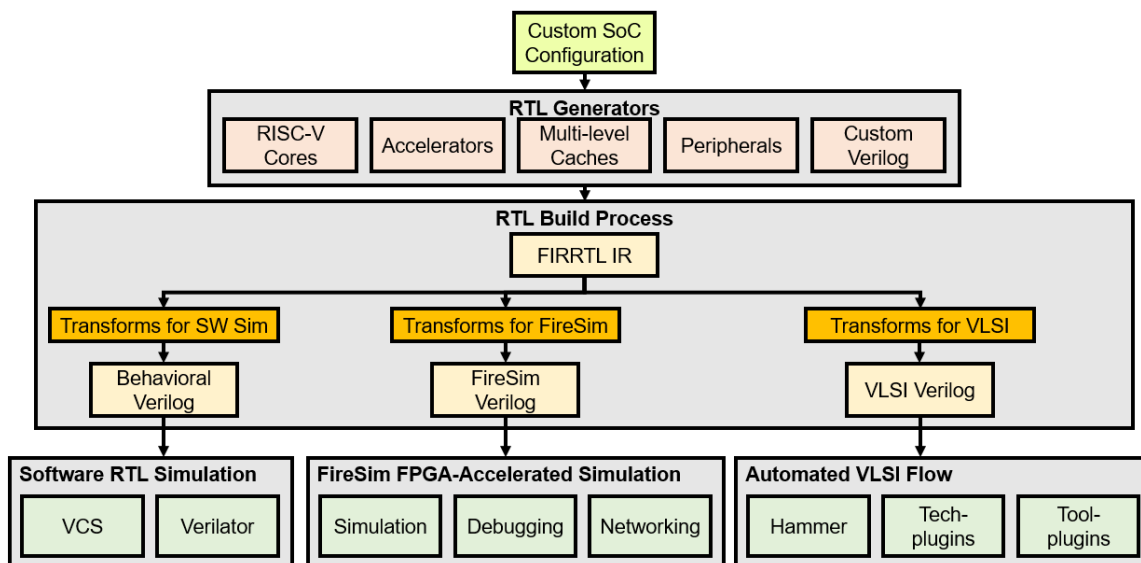 Custom SoC
Configuration
RTL Generators
RISC-V
Cores
Accelerators
Multi-level
Caches
Peripherals
Custom
Verilog
RTL Build Process
FIRRTL IR
Transforms for SW Sim
Transforms for FireSim
Transforms for VLSI
Behavioral
Verilog
FireSim
Verilog
VLSI Verilog
Software RTL Simulation
VCS
Verilator
FireSim FPGA-Accelerated Simulation
Simulation
Debugging
Networking
Automated VLSI Flow
Hammer
Tech-
plugins
Tool-
plugins